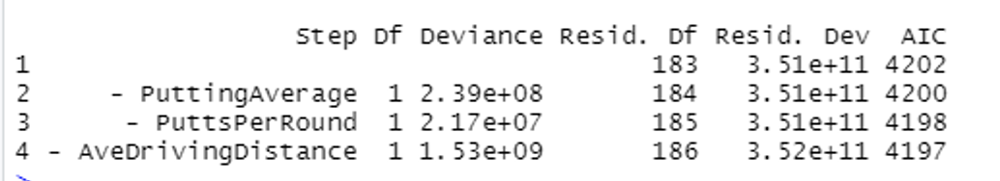 Step Df Deviance Resid. Df Resid. Dev AIC
1 183 3.51e+11 4202
2 - PuttingAverage 1 2.39e+08 184 3.51e+11 4200
3 - PuttsPerRound 1 2.17e+07 185 3.51e+11 4198
4 - AveDrivingDistance 1 1.53e+09 186 3.52e+11 4197